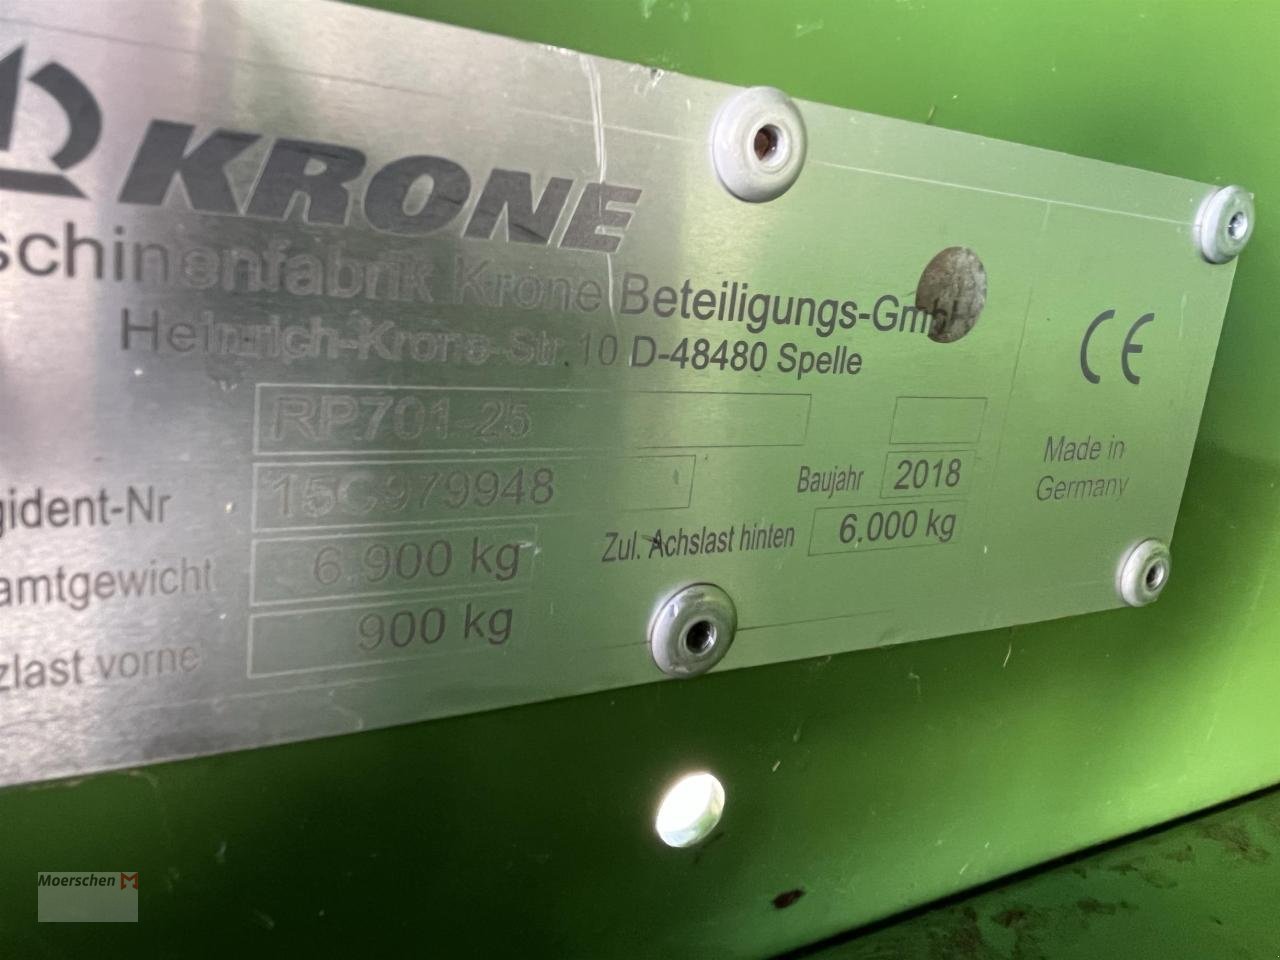 KRONE
schinenfabrik Krone Beteiligungs-GmbH
Heinrich-Krone-Str.10 D-48480 Spelle
CE
RP701-25
gident-Nr 15G979948 Baujahr 2018
Made in
Germany
amtgewicht 6.900 kg Zul. Achslast hinten 6.000 kg
zlast vorne 900 kg
Moerschen